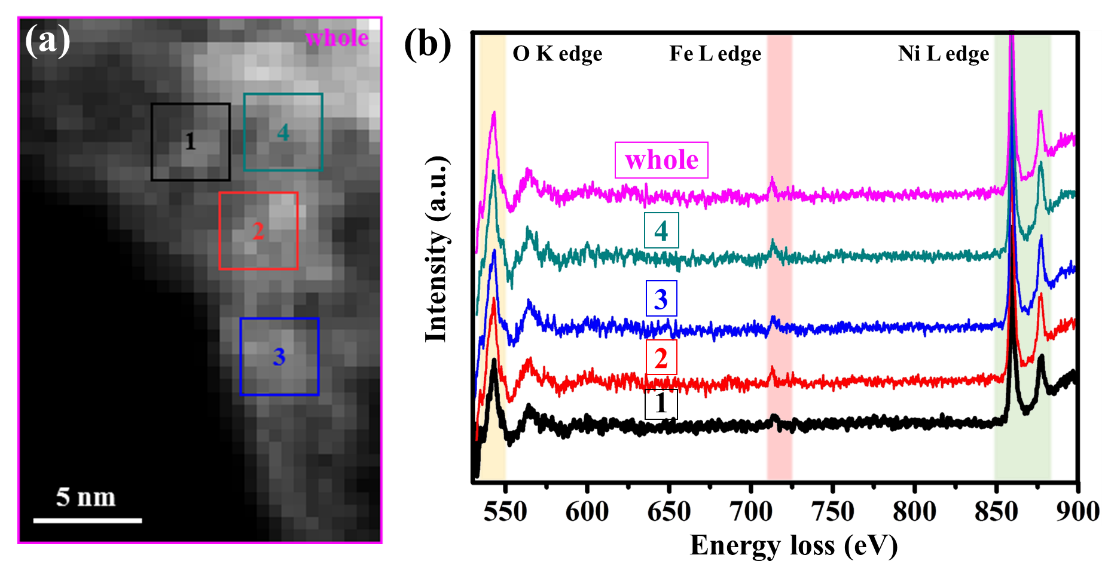 (a)
whole
1
4
2
3
5 nm
(b)
O K edge
Fe L edge
Ni L edge
whole
4
3
2
1
Intensity (a.u.)
550
600
650
700
750
800
850
900
Energy loss (eV)